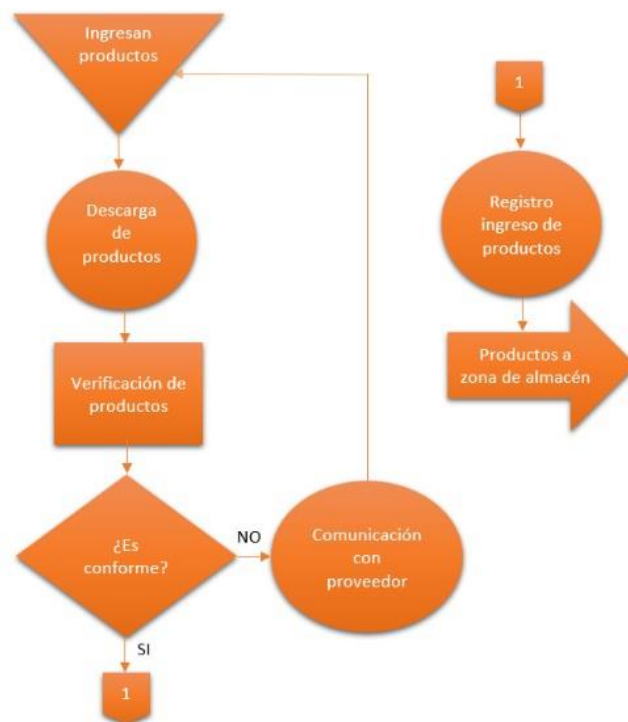 Ingresan
productos
Descarga
de
productos
Verificación de
productos
¿Es
conforme?
NO
Comunicación
con
proveedor
SI
1
1
Registro
ingreso de
productos
Productos a
zona de almacén